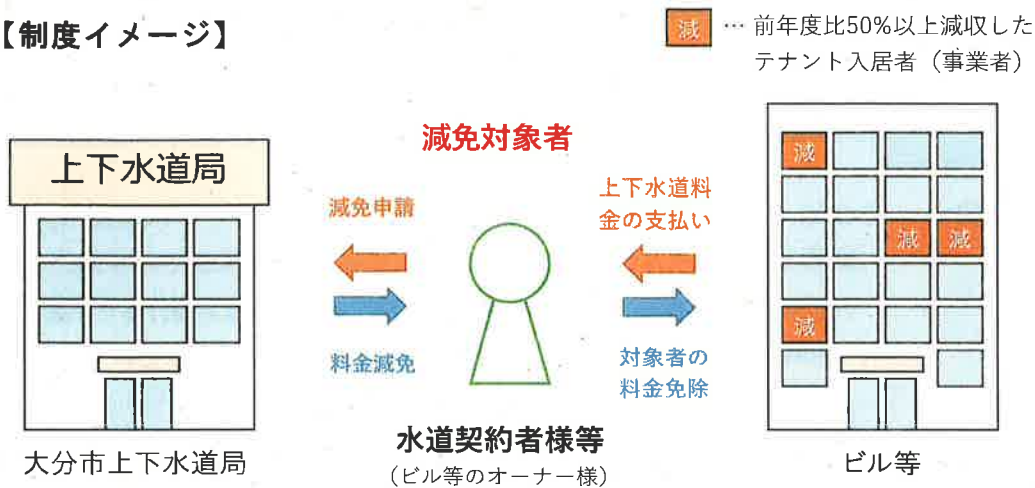 【制度イメージ】
減 … 前年度比50%以上減収した
テナント入居者（事業者）
減免対象者
上下水道局
減免申請
料金減免
上下水道料
金の支払い
対象者の
料金免除
減
減 減
減
大分市上下水道局
水道契約者様等
（ビル等のオーナー様）
ビル等